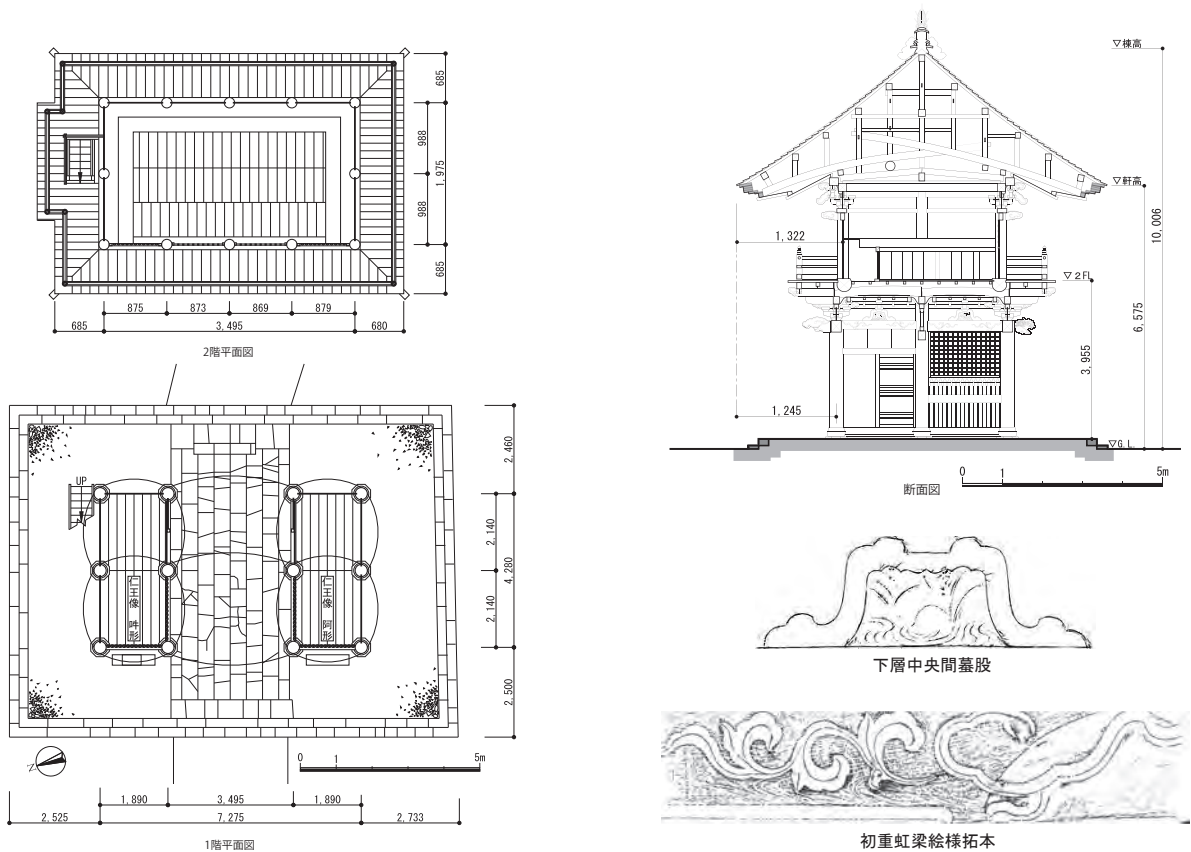 685
988
1,975
988
685
875
873
869
879
685
3,495
680
2階平面図
UP
仁王像 吽形
仁王像 阿形
2,460
2,140
4,280
2,140
2,500
N
0 1 5m
1,890
3,495
1,890
2,525
7,275
2,733
1階平面図
▽棟高
▽軒高
1,322
10,006
▽2FL
6,575
3,955
1,245
▽G.L.
0 1 5m
断面図
下層中央間蟇股
初重虹梁絵様拓本